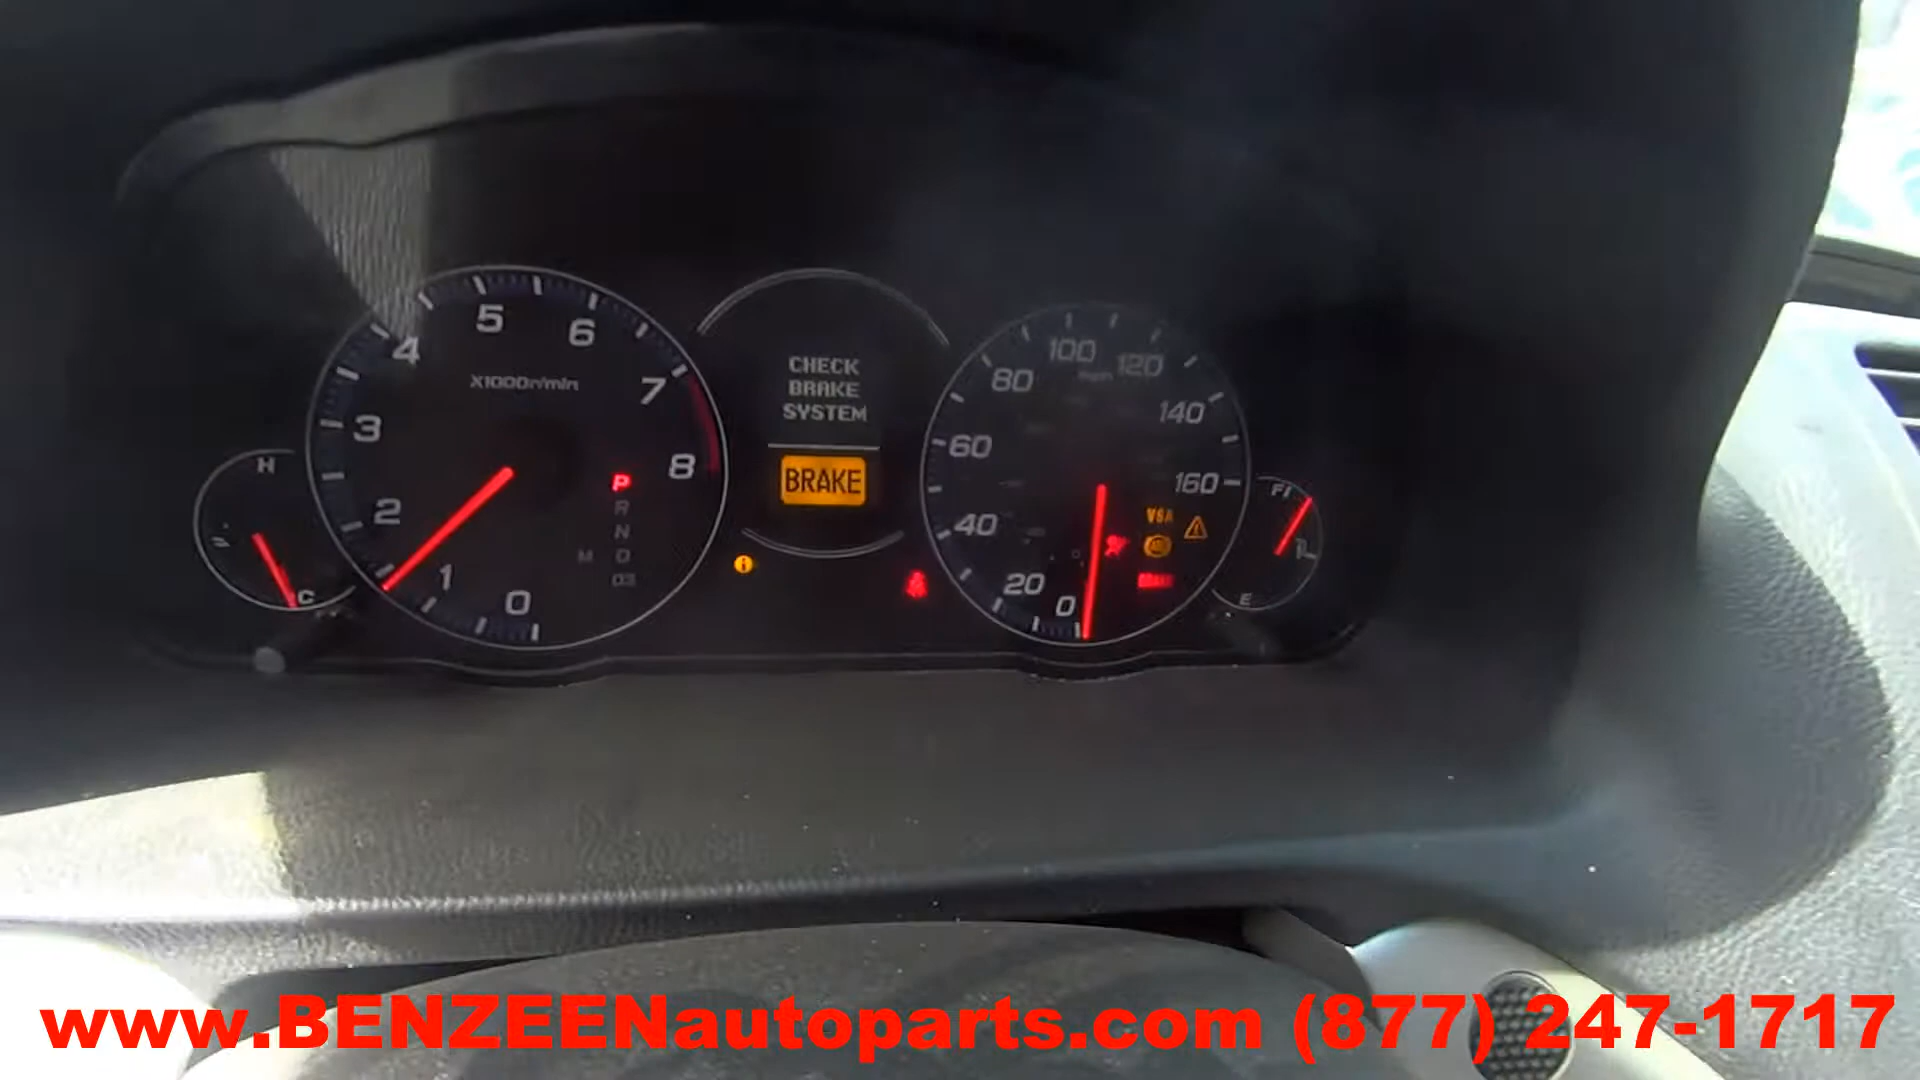 4 5 6
X1000r/min
3 7
2 8
1 0
H
C
P
R
N
M D
D3
CHECK
BRAKE
SYSTEM
BRAKE
i
80 100 120
mph
60 140
40 160
20 0
VSA
BRAKE
F
E
www.BENZEENautoparts.com (877) 247-1717